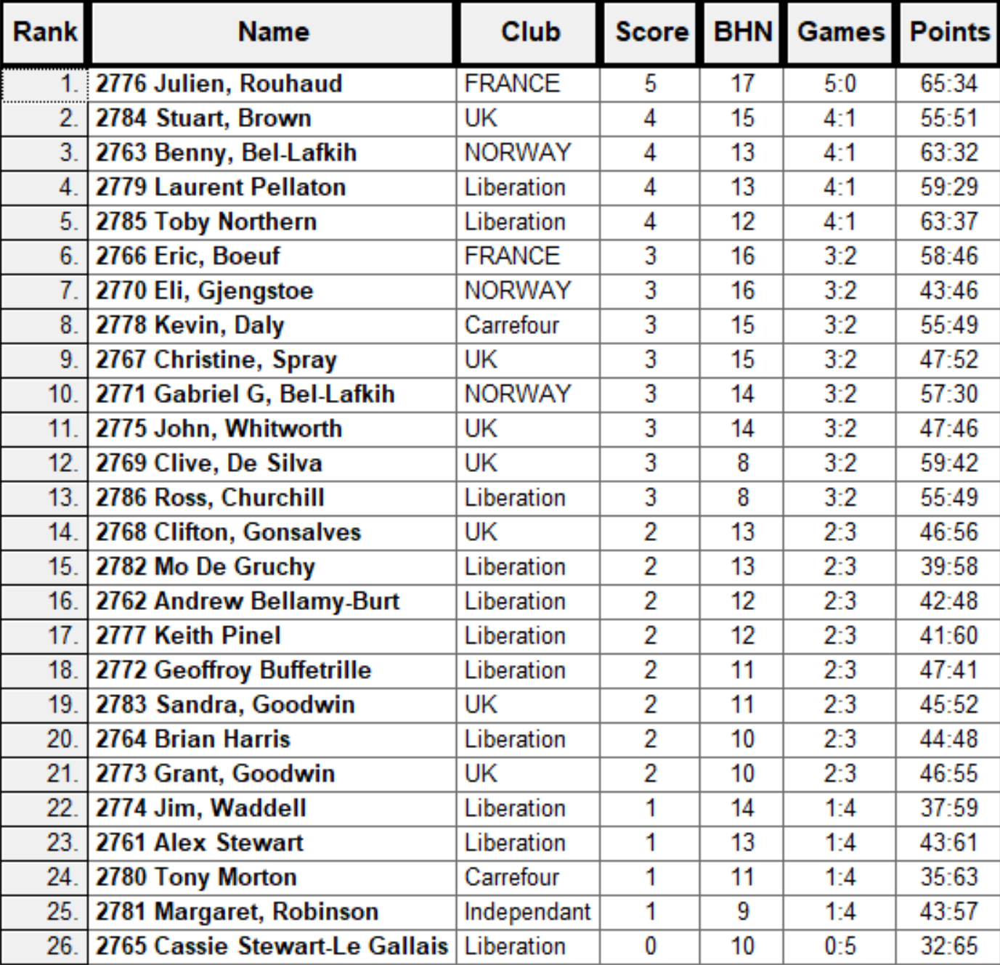 Rank Name Club Score BHN Games Points
1. 2776 Julien, Rouhaud FRANCE 5 17 5:0 65:34
2. 2784 Stuart, Brown UK 4 15 4:1 55:51
3. 2763 Benny, Bel-Lafkih NORWAY 4 13 4:1 63:32
4. 2779 Laurent Pellaton Liberation 4 13 4:1 59:29
5. 2785 Toby Northern Liberation 4 12 4:1 63:37
6. 2766 Eric, Boeuf FRANCE 3 16 3:2 58:46
7. 2770 Eli, Gjengstoe NORWAY 3 16 3:2 43:46
8. 2778 Kevin, Daly Carrefour 3 15 3:2 55:49
9. 2767 Christine, Spray UK 3 15 3:2 47:52
10. 2771 Gabriel G, Bel-Lafkih NORWAY 3 14 3:2 57:30
11. 2775 John, Whitworth UK 3 14 3:2 47:46
12. 2769 Clive, De Silva UK 3 8 3:2 59:42
13. 2786 Ross, Churchill Liberation 3 8 3:2 55:49
14. 2768 Clifton, Gonsalves UK 2 13 2:3 46:56
15. 2782 Mo De Gruchy Liberation 2 13 2:3 39:58
16. 2762 Andrew Bellamy-Burt Liberation 2 12 2:3 42:48
17. 2777 Keith Pinel Liberation 2 12 2:3 41:60
18. 2772 Geoffroy Buffetrille Liberation 2 11 2:3 47:41
19. 2783 Sandra, Goodwin UK 2 11 2:3 45:52
20. 2764 Brian Harris Liberation 2 10 2:3 44:48
21. 2773 Grant, Goodwin UK 2 10 2:3 46:55
22. 2774 Jim, Waddell Liberation 1 14 1:4 37:59
23. 2761 Alex Stewart Liberation 1 13 1:4 43:61
24. 2780 Tony Morton Carrefour 1 11 1:4 35:63
25. 2781 Margaret, Robinson Independant 1 9 1:4 43:57
26. 2765 Cassie Stewart-Le Gallais Liberation 0 10 0:5 32:65